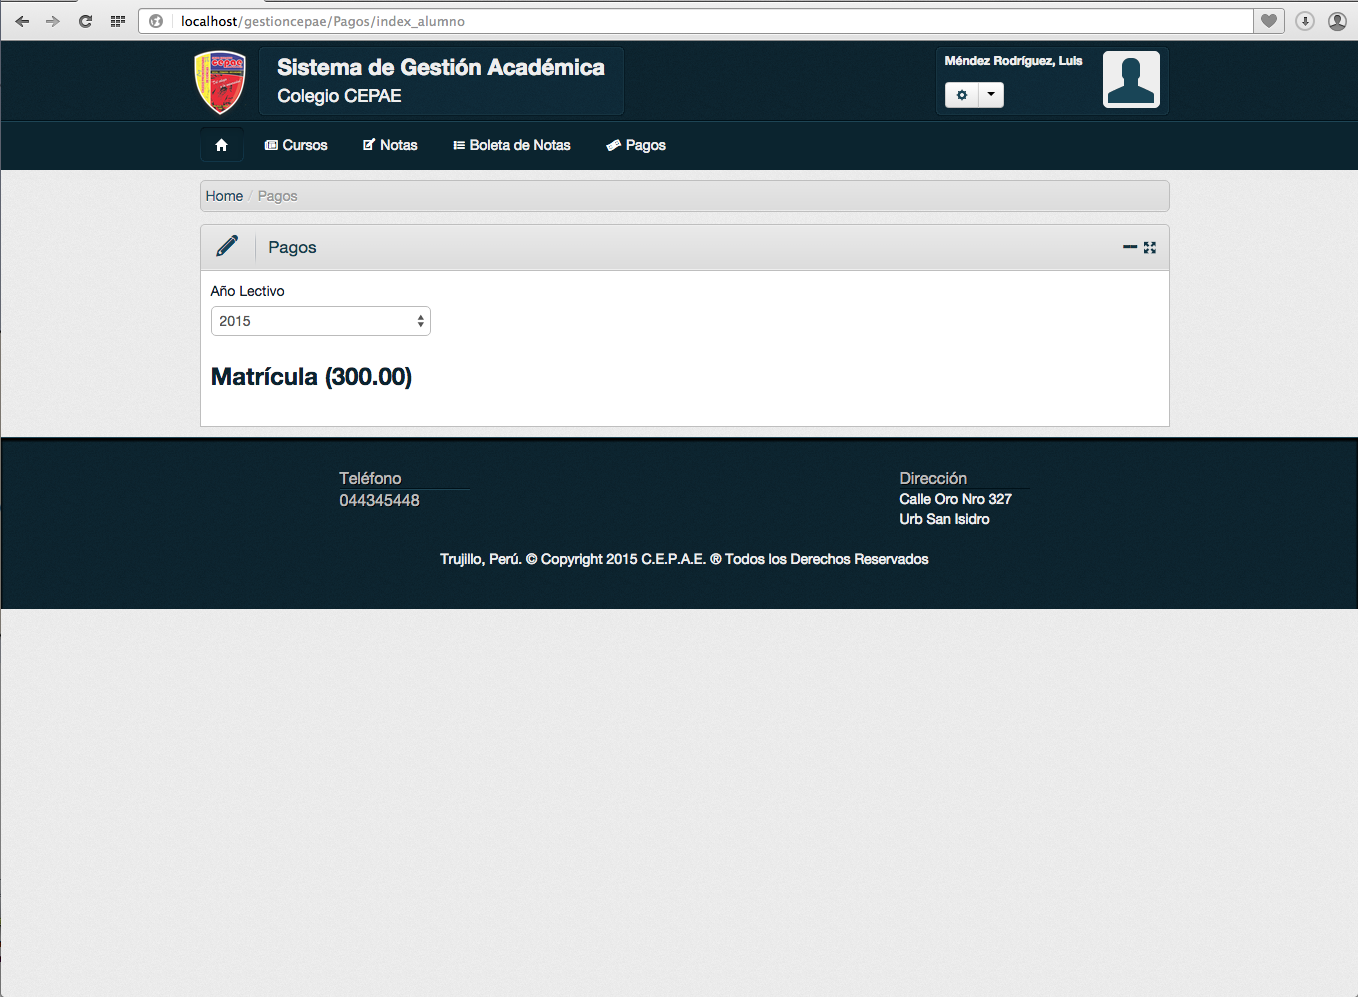 localhost/gestioncepae/Pagos/index_alumno
cepae
Sistema de Gestión Académica
Colegio CEPAE
Méndez Rodríguez, Luis
Cursos
Notas
Boleta de Notas
Pagos
Home / Pagos
Pagos
Año Lectivo
2015
Matrícula (300.00)
Teléfono
044345448
Dirección
Calle Oro Nro 327
Urb San Isidro
Trujillo, Perú. © Copyright 2015 C.E.P.A.E. ® Todos los Derechos Reservados